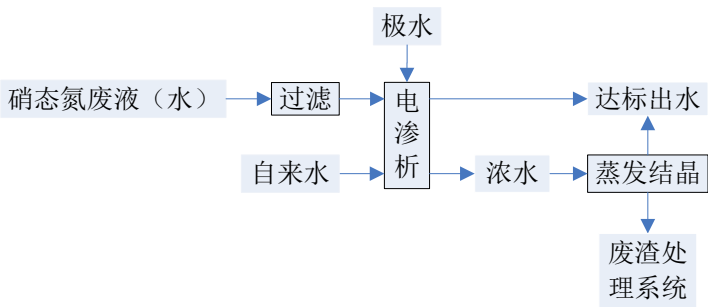 极水
硝态氮废液（水）
过滤
电渗析
达标出水
自来水
浓水
蒸发结晶
废渣处
理系统